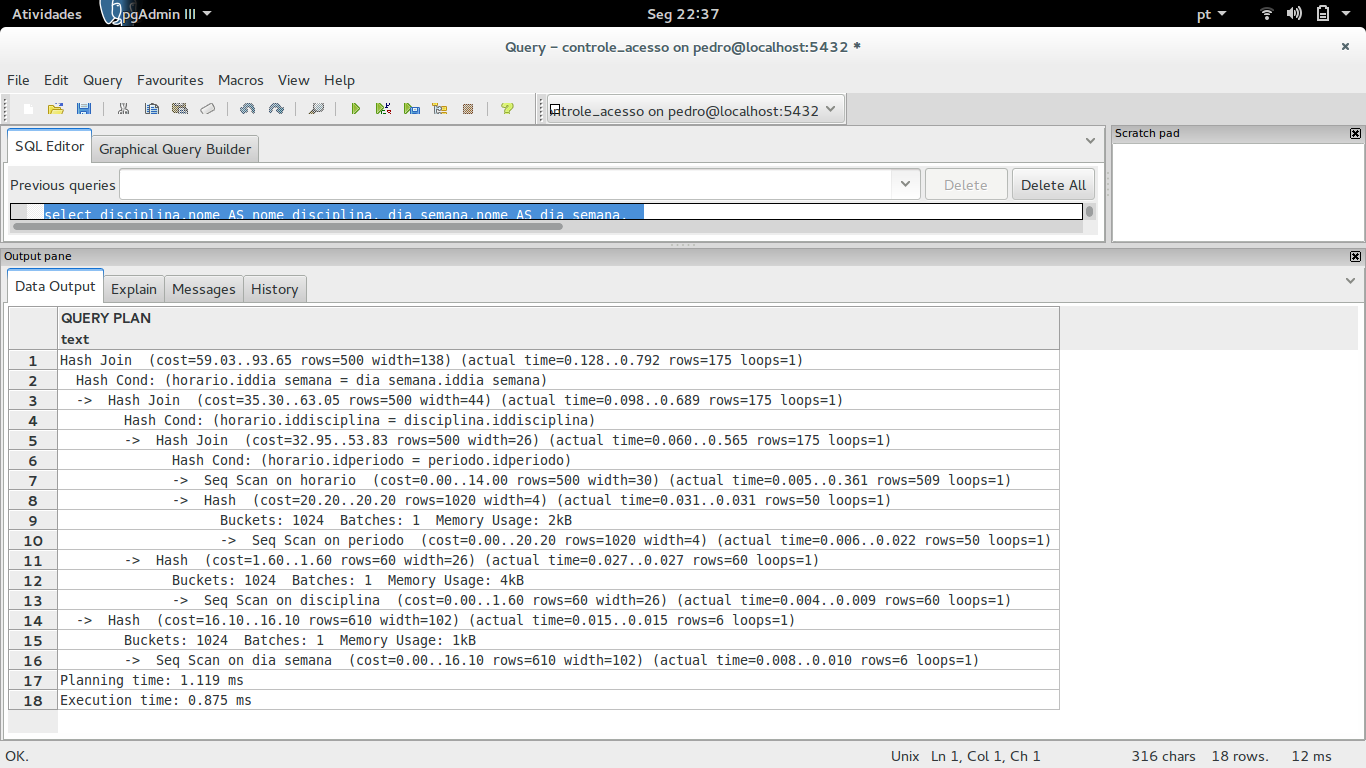 Atividades pgAdmin III Seg 22:37 pt
Query - controle_acesso on pedro@localhost:5432 *
File Edit Query Favourites Macros View Help
ntrole_acesso on pedro@localhost:5432
SQL Editor Graphical Query Builder
Scratch pad
Previous queries Delete Delete All
select disciplina.nome AS nome_disciplina, dia_semana.nome AS dia_semana,
Output pane
Data Output Explain Messages History
QUERY PLAN
text
1 Hash Join (cost=59.03..93.65 rows=500 width=138) (actual time=0.128..0.792 rows=175 loops=1)
2 Hash Cond: (horario.iddia_semana = dia_semana.iddia_semana)
3 -> Hash Join (cost=35.30..63.05 rows=500 width=44) (actual time=0.098..0.689 rows=175 loops=1)
4 Hash Cond: (horario.iddisciplina = disciplina.iddisciplina)
5 -> Hash Join (cost=32.95..53.83 rows=500 width=26) (actual time=0.060..0.565 rows=175 loops=1)
6 Hash Cond: (horario.idperiodo = periodo.idperiodo)
7 -> Seq Scan on horario (cost=0.00..14.00 rows=500 width=30) (actual time=0.005..0.361 rows=509 loops=1)
8 -> Hash (cost=20.20..20.20 rows=1020 width=4) (actual time=0.031..0.031 rows=50 loops=1)
9 Buckets: 1024 Batches: 1 Memory Usage: 2kB
10 -> Seq Scan on periodo (cost=0.00..20.20 rows=1020 width=4) (actual time=0.006..0.022 rows=50 loops=1)
11 -> Hash (cost=1.60..1.60 rows=60 width=26) (actual time=0.027..0.027 rows=60 loops=1)
12 Buckets: 1024 Batches: 1 Memory Usage: 4kB
13 -> Seq Scan on disciplina (cost=0.00..1.60 rows=60 width=26) (actual time=0.004..0.009 rows=60 loops=1)
14 -> Hash (cost=16.10..16.10 rows=610 width=102) (actual time=0.015..0.015 rows=6 loops=1)
15 Buckets: 1024 Batches: 1 Memory Usage: 1kB
16 -> Seq Scan on dia_semana (cost=0.00..16.10 rows=610 width=102) (actual time=0.008..0.010 rows=6 loops=1)
17 Planning time: 1.119 ms
18 Execution time: 0.875 ms
OK. Unix Ln 1, Col 1, Ch 1 316 chars 18 rows. 12 ms